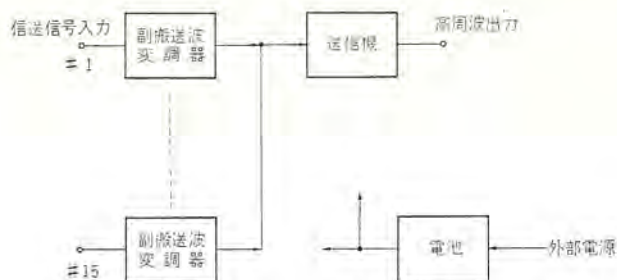 信送信号入力
#1
副搬送波
変調器
送信機
高周波出力
#15
副搬送波
変調器
電池
外部電源